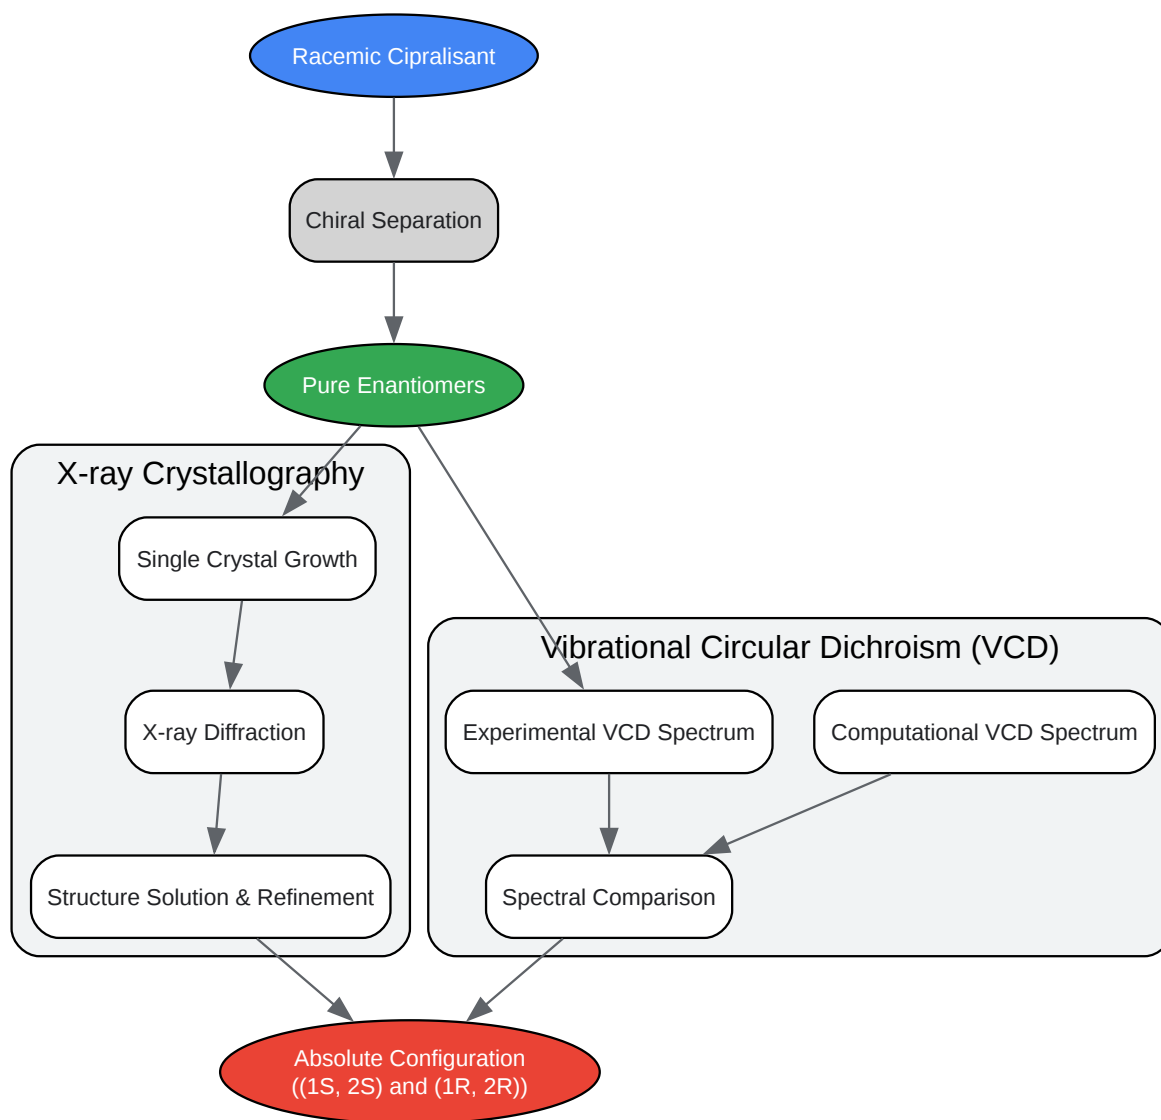 Racemic Cipralisant
Chiral Separation
Pure Enantiomers
X-ray Crystallography
Single Crystal Growth
X-ray Diffraction
Structure Solution & Refinement
Vibrational Circular Dichroism (VCD)
Experimental VCD Spectrum
Computational VCD Spectrum
Spectral Comparison
Absolute Configuration
((1S, 2S) and (1R, 2R))